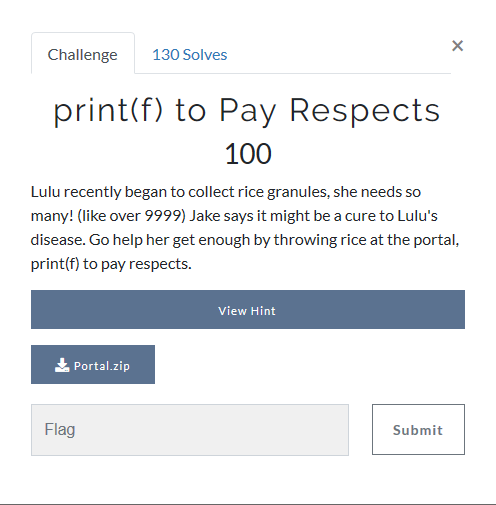 Challenge
130 Solves
×
print(f) to Pay Respects
100
Lulu recently began to collect rice granules, she needs so
many! (like over 9999) Jake says it might be a cure to Lulu's
disease. Go help her get enough by throwing rice at the portal,
print(f) to pay respects.
View Hint
Portal.zip
Flag
Submit